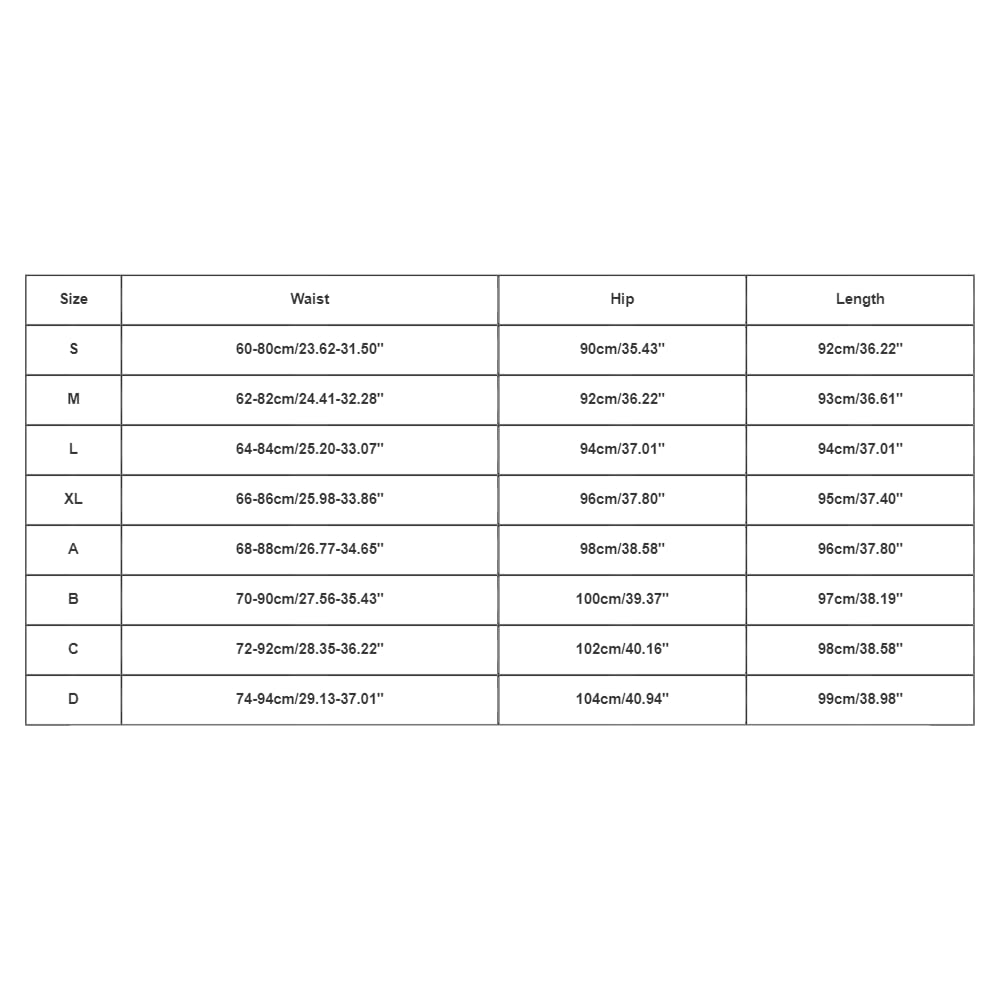 Size Waist Hip Length
S 60-80cm/23.62-31.50" 90cm/35.43" 92cm/36.22"
M 62-82cm/24.41-32.28" 92cm/36.22" 93cm/36.61"
L 64-84cm/25.20-33.07" 94cm/37.01" 94cm/37.01"
XL 66-86cm/25.98-33.86" 96cm/37.80" 95cm/37.40"
A 68-88cm/26.77-34.65" 98cm/38.58" 96cm/37.80"
B 70-90cm/27.56-35.43" 100cm/39.37" 97cm/38.19"
C 72-92cm/28.35-36.22" 102cm/40.16" 98cm/38.58"
D 74-94cm/29.13-37.01" 104cm/40.94" 99cm/38.98"